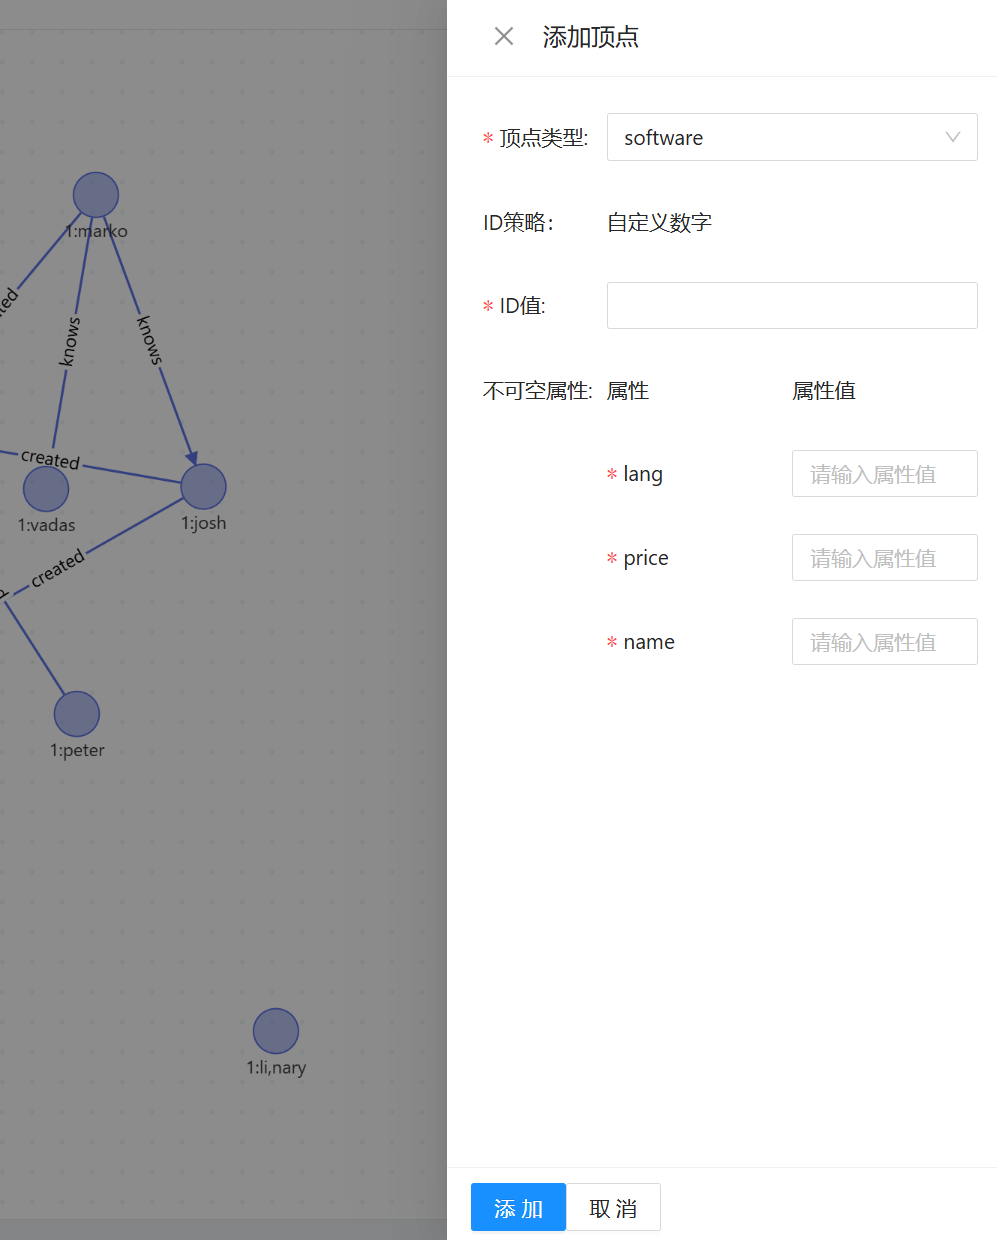 添加顶点
* 顶点类型: software
ID策略: 自定义数字
* ID值:
不可空属性: 属性 属性值
* lang 请输入属性值
* price 请输入属性值
* name 请输入属性值
添 加 取 消
1:marko
knows
knows
created
1:vadas
1:josh
created
1:peter
1:li,nary